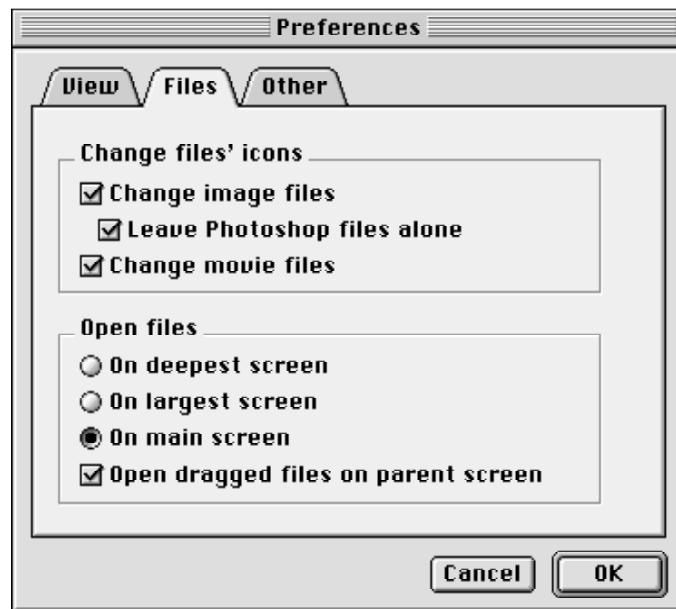 Preferences
View Files Other
Change files' icons
Change image files
Leave Photoshop files alone
Change movie files
Open files
On deepest screen
On largest screen
On main screen
Open dragged files on parent screen
Cancel OK